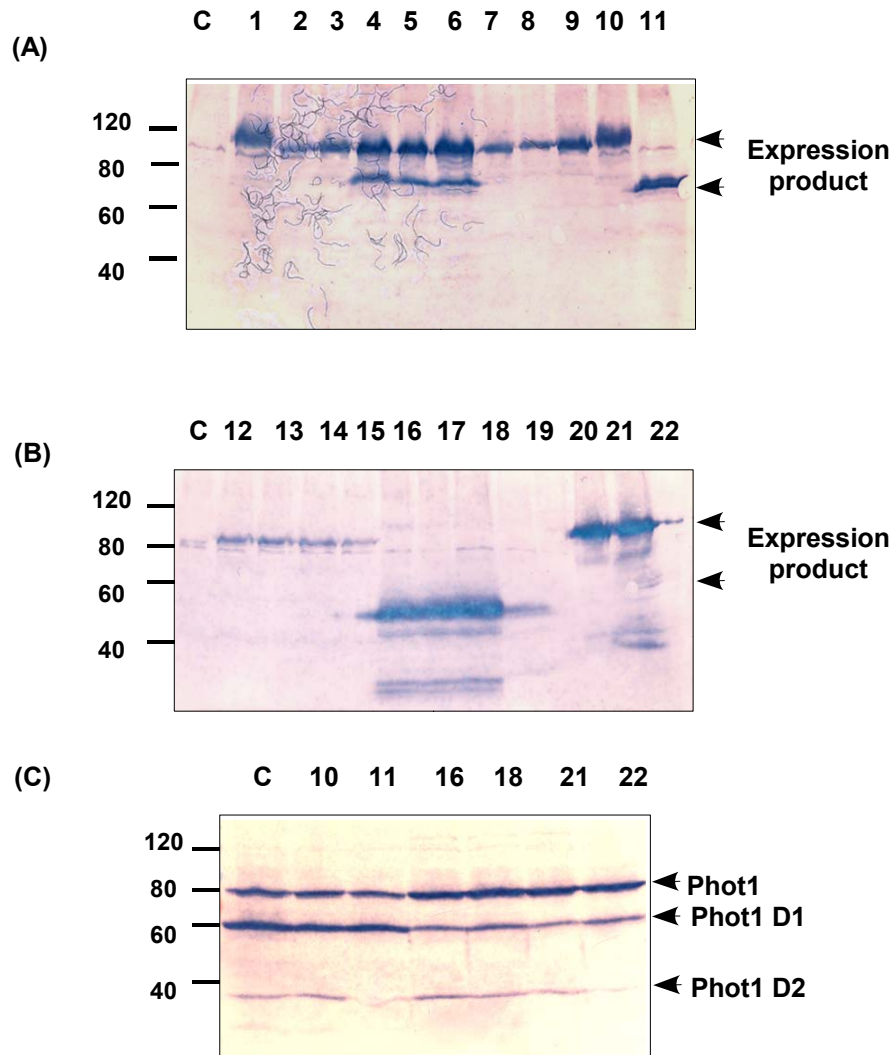 C 1 2 3 4 5 6 7 8 9 10 11
(A)
120
80
60
40
Expression
product
C 12 13 14 15 16 17 18 19 20 21 22
(B)
120
80
60
40
Expression
product
C 10 11 16 18 21 22
(C)
120
80
60
40
Phot1
Phot1 D1
Phot1 D2